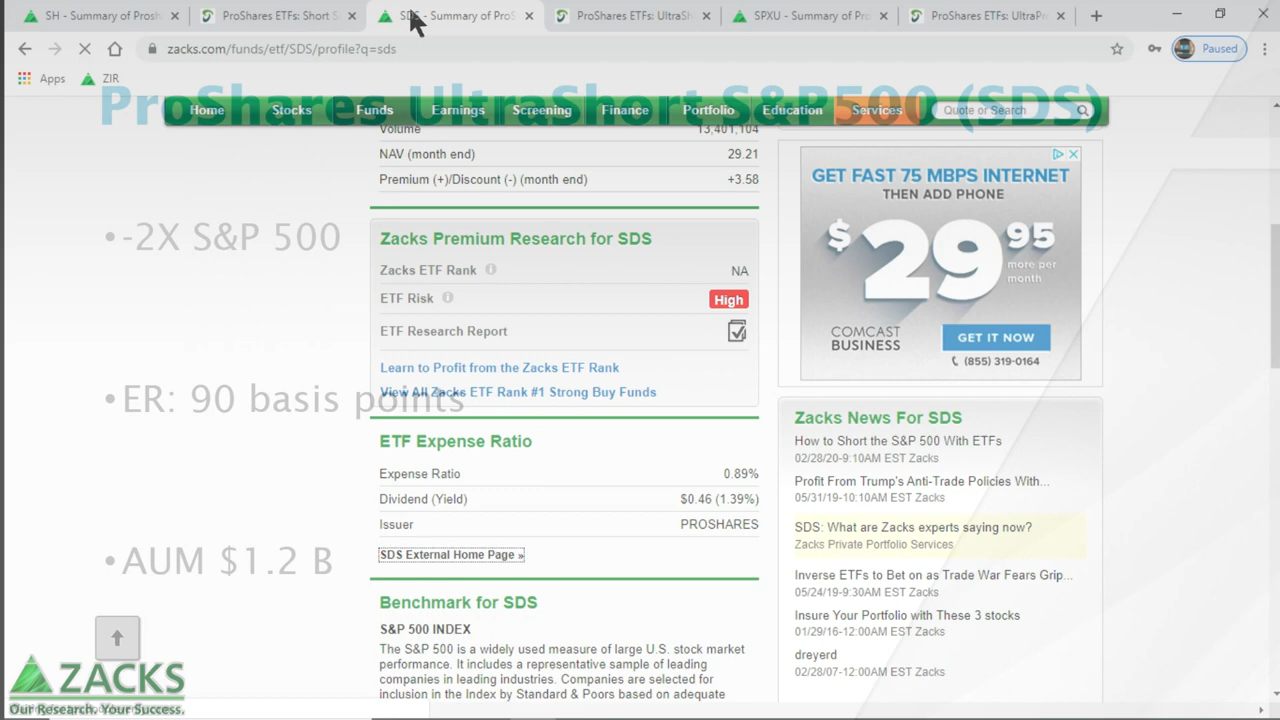 SH - Summary of Prosh
ProShares ETFs: Short S
SDS - Summary of ProS
ProShares ETFs: UltraSh
SPXU - Summary of Pro
ProShares ETFs: UltraPr
zacks.com/funds/etf/SDS/profile?q=sds
Paused
Apps
ZIR
ProShares UltraShort S&P500 (SDS)
Home
Stocks
Funds
Earnings
Screening
Finance
Portfolio
Education
Services
Quote or Search
Volume 13,401,104
NAV (month end) 29.21
Premium (+)/Discount (-) (month end) +3.58
•-2X S&P 500
Zacks Premium Research for SDS
Zacks ETF Rank NA
ETF Risk High
ETF Research Report
Learn to Profit from the Zacks ETF Rank
View All Zacks ETF Rank #1 Strong Buy Funds
•ER: 90 basis points
ETF Expense Ratio
Expense Ratio 0.89%
Dividend (Yield) $0.46 (1.39%)
Issuer PROSHARES
SDS External Home Page »
•AUM $1.2 B
Benchmark for SDS
S&P 500 INDEX
The S&P 500 is a widely used measure of large U.S. stock market
performance. It includes a representative sample of leading
companies in leading industries. Companies are selected for
inclusion in the Index by Standard & Poors based on adequate
GET FAST 75 MBPS INTERNET
THEN ADD PHONE
$29 95
more per
month
COMCAST
BUSINESS
GET IT NOW
(855) 319-0164
Zacks News For SDS
How to Short the S&P 500 With ETFs
02/28/20-9:10AM EST Zacks
Profit From Trump's Anti-Trade Policies With...
05/31/19-10:10AM EST Zacks
SDS: What are Zacks experts saying now?
Zacks Private Portfolio Services
Inverse ETFs to Bet on as Trade War Fears Grip...
05/24/19-9:30AM EST Zacks
Insure Your Portfolio with These 3 stocks
01/29/16-12:00AM EST Zacks
dreyerd
02/28/07-12:00AM EST Zacks
ZACKS
Our Research. Your Success.